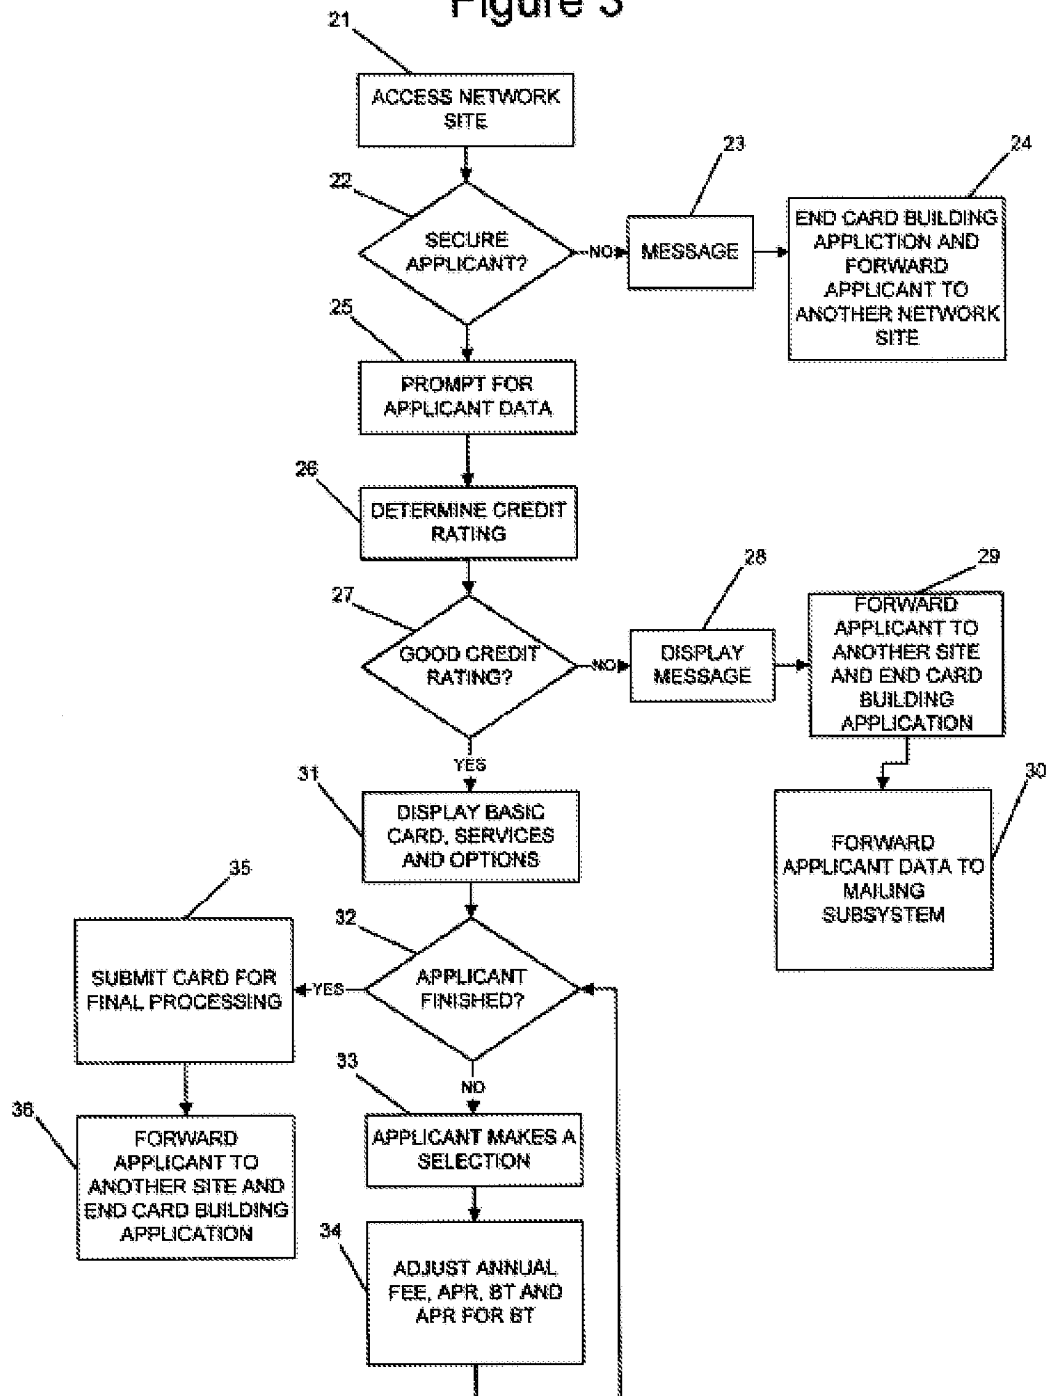 Figure 3
21
ACCESS NETWORK
SITE
22
SECURE
APPLICANT?
NO
23
MESSAGE
24
END CARD BUILDING
APPLICTION AND
FORWARD
APPLICANT TO
ANOTHER NETWORK
SITE
25
PROMPT FOR
APPLICANT DATA
26
DETERMINE CREDIT
RATING
27
GOOD CREDIT
RATING?
NO
28
DISPLAY
MESSAGE
29
FORWARD
APPLICANT TO
ANOTHER SITE
AND END CARD
BUILDING
APPLICATION
30
FORWARD
APPLICANT DATA TO
MAILING
SUBSYSTEM
YES
31
DISPLAY BASIC
CARD, SERVICES
AND OPTIONS
32
APPLICANT
FINISHED?
YES
35
SUBMIT CARD FOR
FINAL PROCESSING
36
FORWARD
APPLICANT TO
ANOTHER SITE AND
END CARD BUILDING
APPLICATION
NO
33
APPLICANT MAKES A
SELECTION
34
ADJUST ANNUAL
FEE, APR, BT AND
APR FOR BT